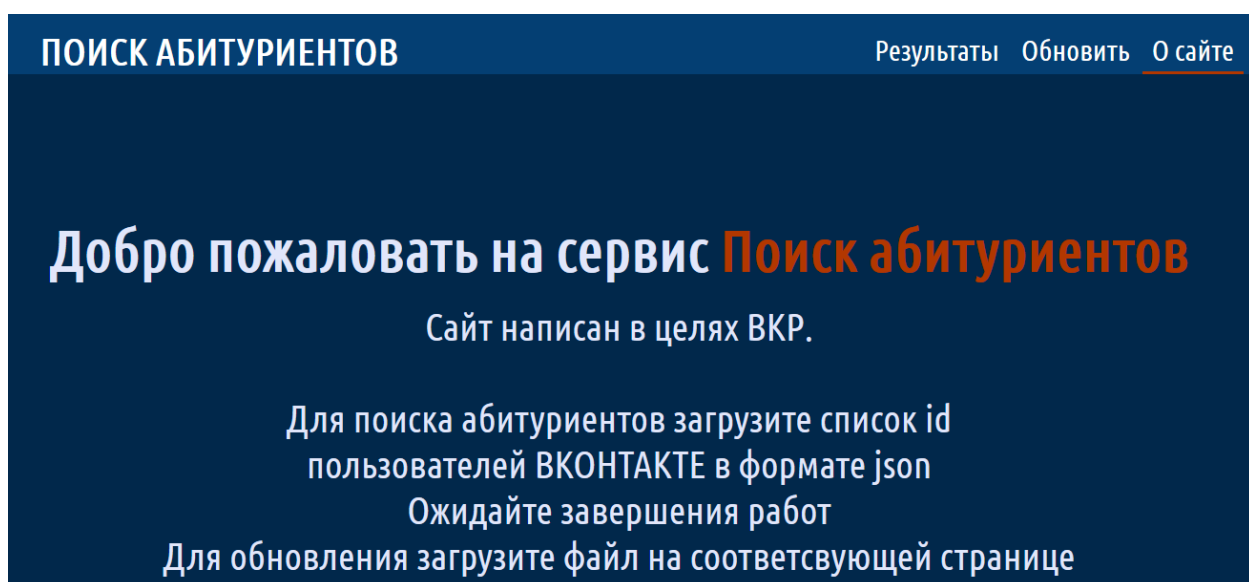 ПОИСК АБИТУРИЕНТОВ
Результаты Обновить О сайте
Добро пожаловать на сервис Поиск абитуриентов
Сайт написан в целях ВКР.
Для поиска абитуриентов загрузите список id
пользователей ВКОНТАКТЕ в формате json
Ожидайте завершения работ
Для обновления загрузите файл на соответсвующей странице